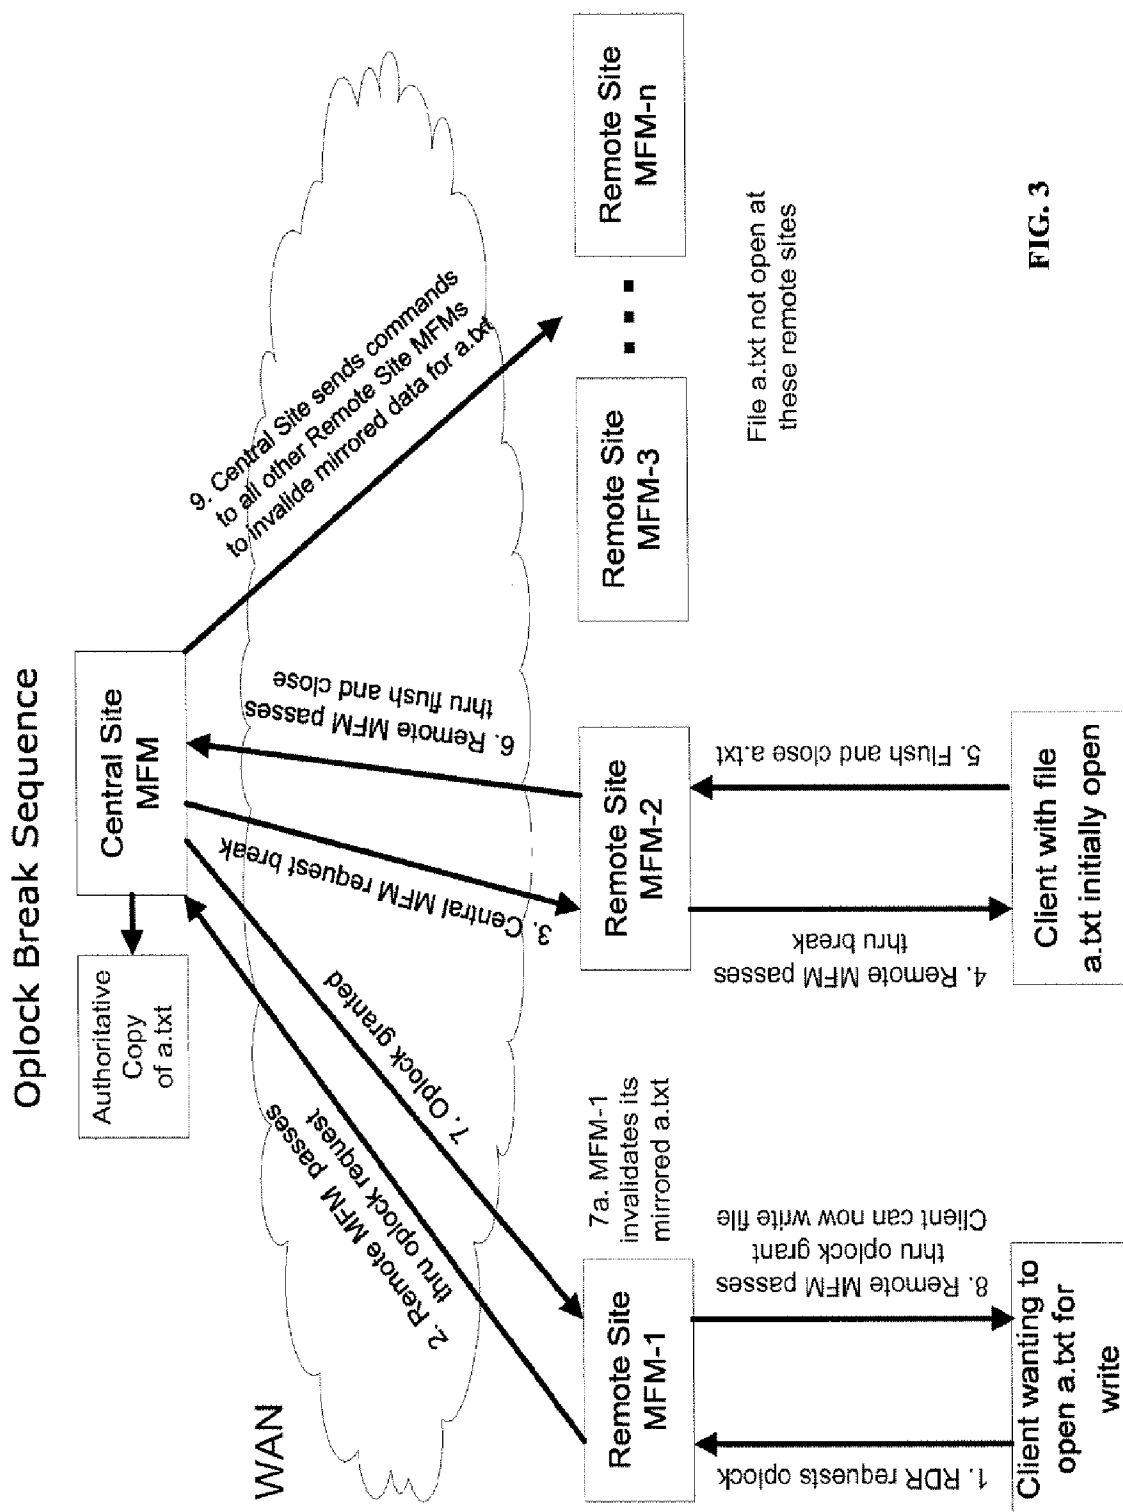 Oplock Break Sequence
Authoritative
Copy
of a.txt
Central Site
MFM
WAN
2. Remote MFM passes
thru oplock request
7. Oplock granted
3. Central MFM request break
6. Remote MFM passes
thru flush and close
9. Central Site sends commands
to all other Remote Site MFMs
to invalide mirrored data for a.txt
Remote Site
MFM-1
7a. MFM-1
invalidates its
mirrored a.txt
Remote Site
MFM-2
Remote Site
MFM-3
Remote Site
MFM-n
File a.txt not open at
these remote sites
1. RDR requests oplock
8. Remote MFM passes
thru oplock grant
Client can now write file
4. Remote MFM passes
thru break
5. Flush and close a.txt
Client wanting to
open a.txt for
write
Client with file
a.txt initially open
FIG. 3